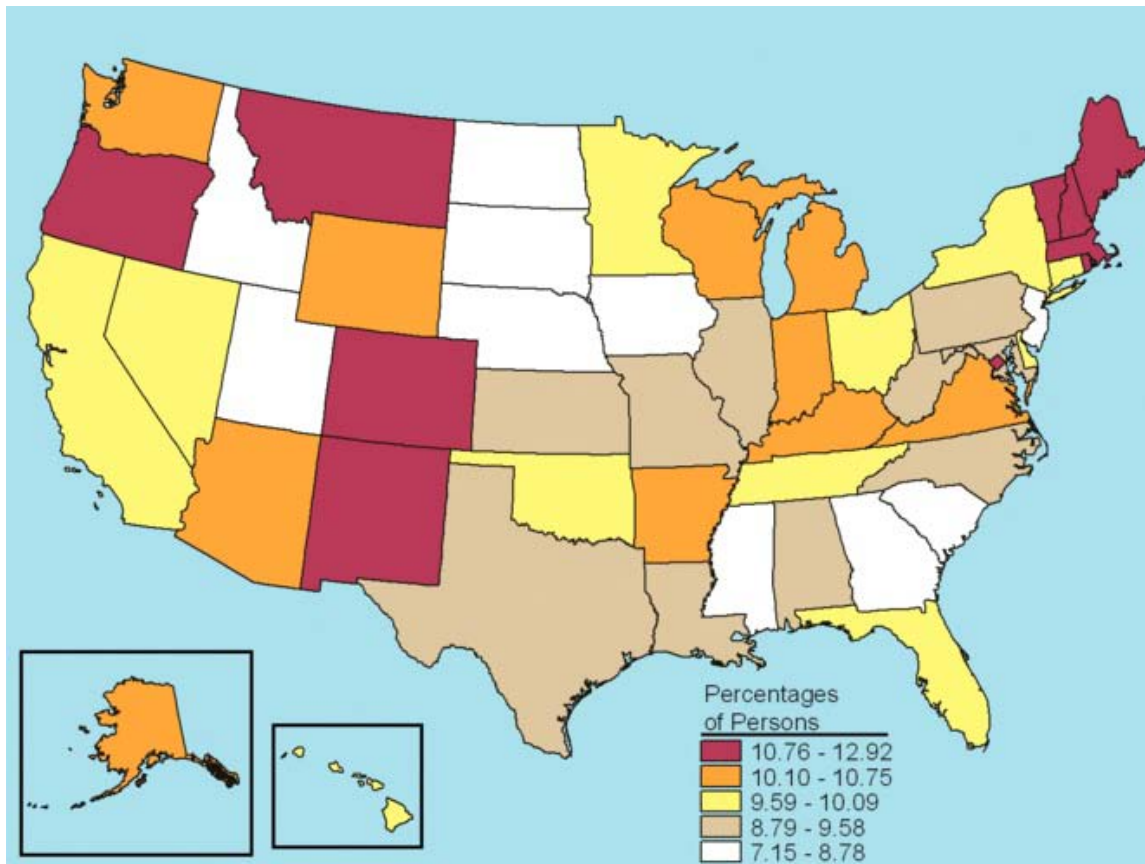 Percentages
of Persons
10.76 - 12.92
10.10 - 10.75
9.59 - 10.09
8.79 - 9.58
7.15 - 8.78